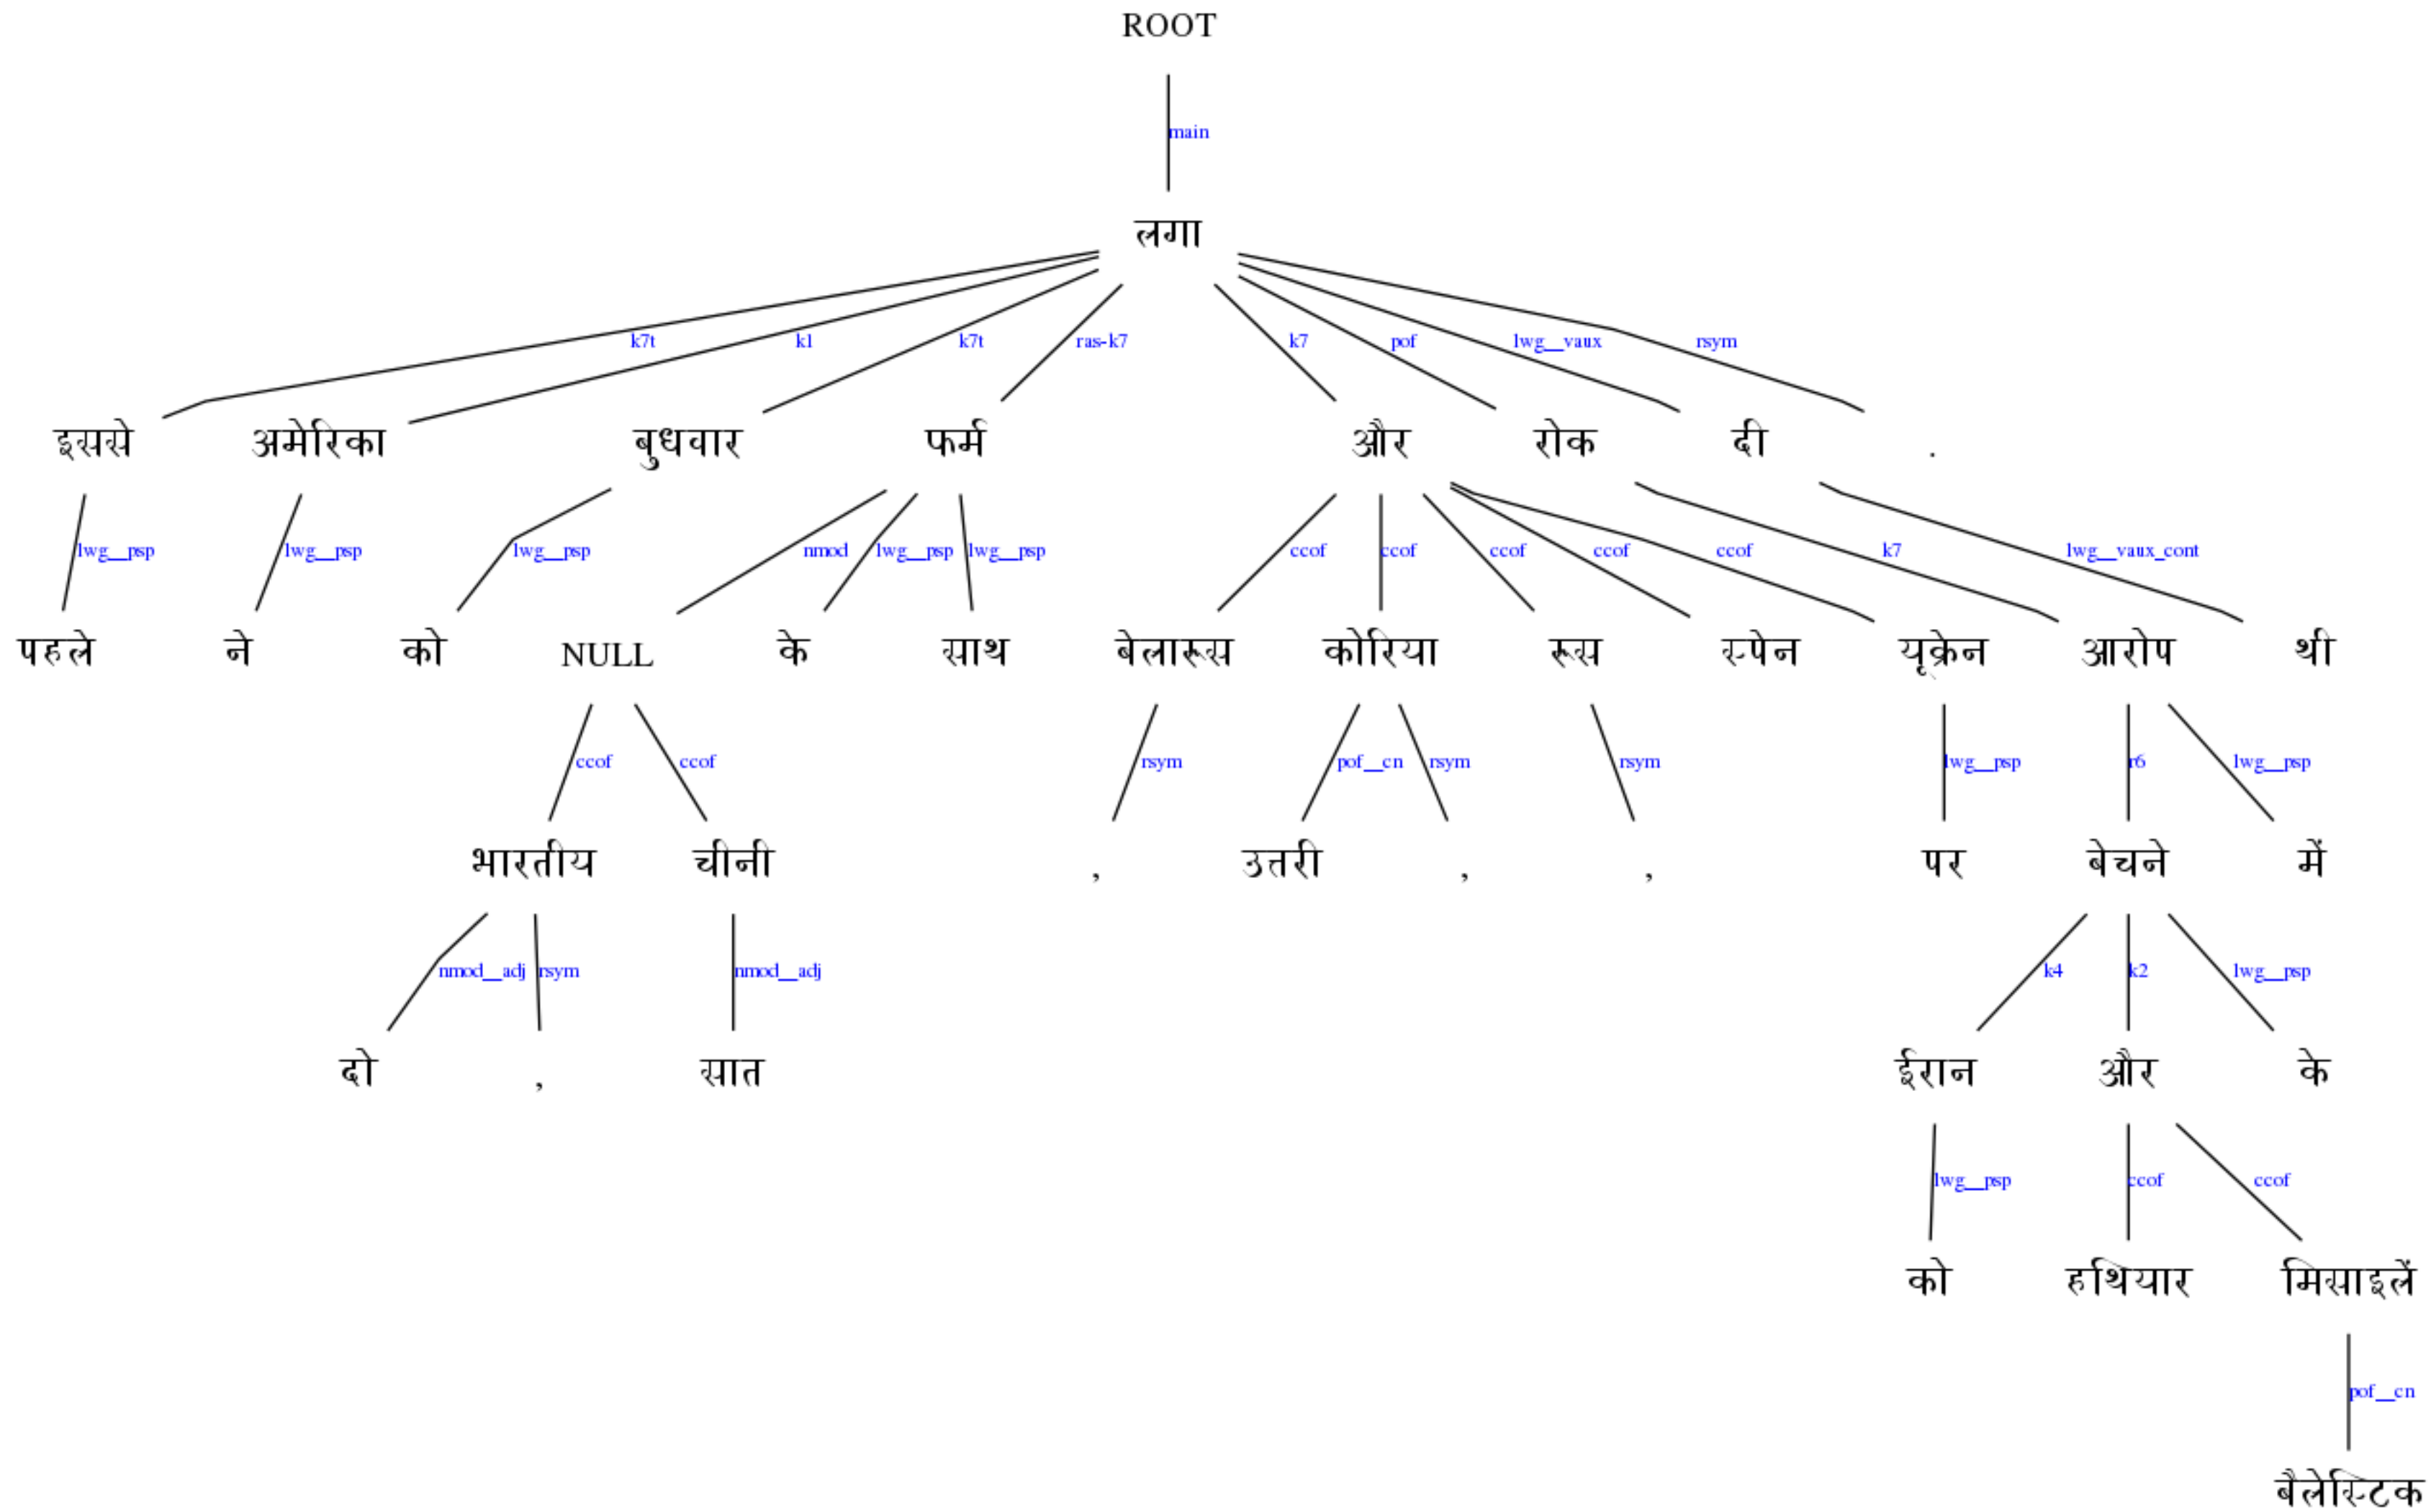 ROOT
main
लगा
k7t k1 k7t ras-k7 k7 pof lwg__vaux rsym
इससे अमेरिका बुधवार फर्म और रोक दी .
lwg__psp lwg__psp lwg__psp nmod lwg__psp lwg__psp ccof ccof ccof ccof ccof k7 lwg__vaux_cont
पहले ने को NULL के साथ बेलारूस कोरिया रूस स्पेन यूक्रेन आरोप थी
ccof ccof rsym pof__cn rsym rsym lwg__psp r6 lwg__psp
भारतीय चीनी , उत्तरी , , पर बेचने में
nmod__adj rsym nmod__adj k4 k2 lwg__psp
दो , सात ईरान और के
lwg__psp ccof ccof
को हथियार मिसाइलें
pof__cn
बैलेस्टिक